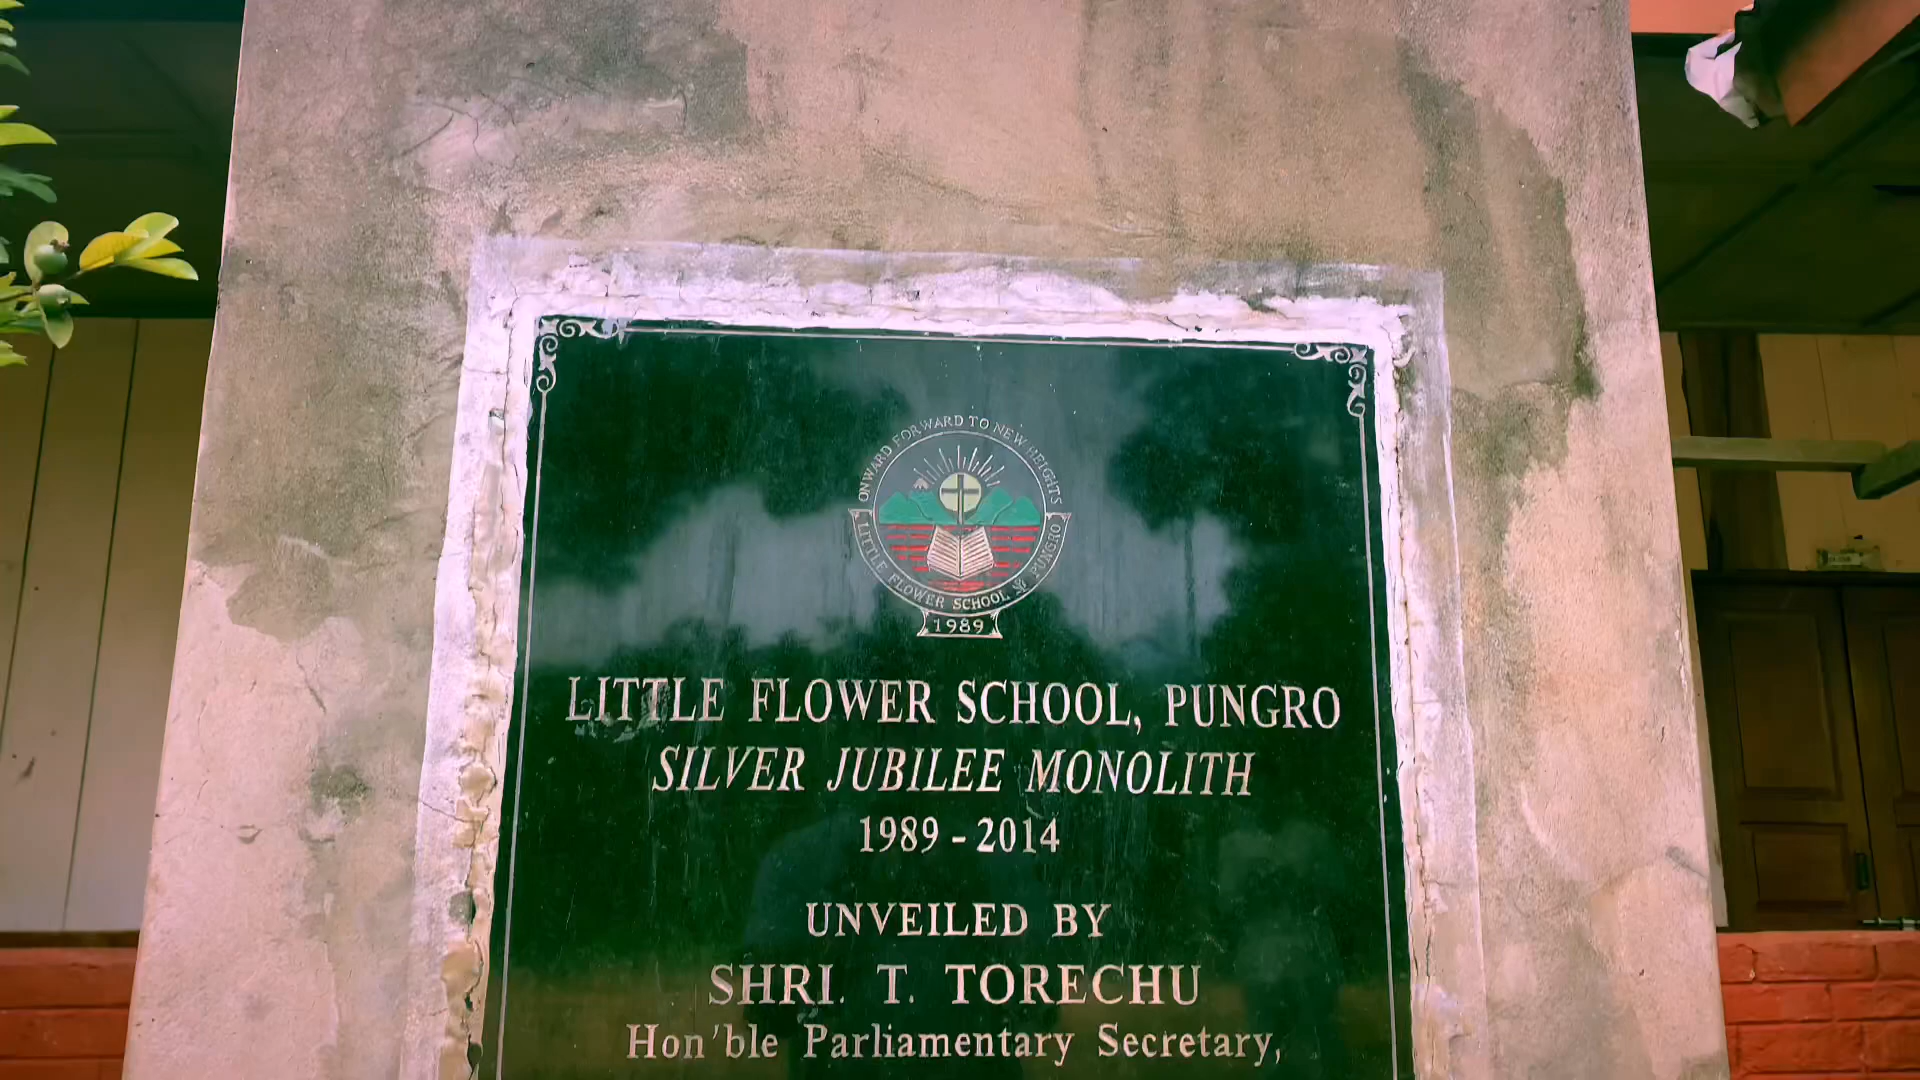 ONWARD FORWARD TO NEW HEIGHTS
LITTLE FLOWER SCHOOL PUNGRO
1989
LITTLE FLOWER SCHOOL, PUNGRO
SILVER JUBILEE MONOLITH
1989 - 2014
UNVEILED BY
SHRI. T. TORECHU
Hon'ble Parliamentary Secretary,